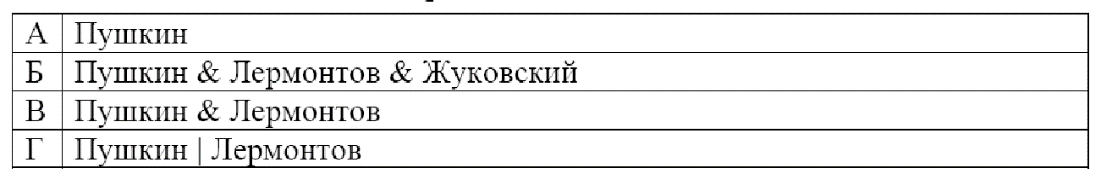 А Пушкин
Б Пушкин & Лермонтов & Жуковский
В Пушкин & Лермонтов
Г Пушкин | Лермонтов